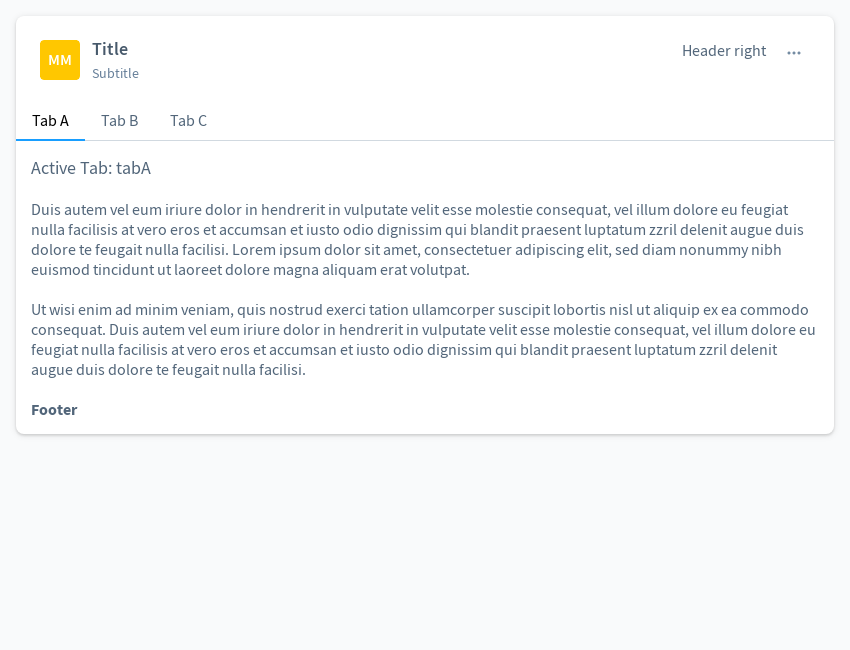 MM
Title
Subtitle
Header right
Tab A
Tab B
Tab C
Active Tab: tabA
Duis autem vel eum iriure dolor in hendrerit in vulputate velit esse molestie consequat, vel illum dolore eu feugiat
nulla facilisis at vero eros et accumsan et iusto odio dignissim qui blandit praesent luptatum zzril delenit augue duis
dolore te feugait nulla facilisi. Lorem ipsum dolor sit amet, consectetuer adipiscing elit, sed diam nonummy nibh
euismod tincidunt ut laoreet dolore magna aliquam erat volutpat.
Ut wisi enim ad minim veniam, quis nostrud exerci tation ullamcorper suscipit lobortis nisl ut aliquip ex ea commodo
consequat. Duis autem vel eum iriure dolor in hendrerit in vulputate velit esse molestie consequat, vel illum dolore eu
feugiat nulla facilisis at vero eros et accumsan et iusto odio dignissim qui blandit praesent luptatum zzril delenit
augue duis dolore te feugait nulla facilisi.
Footer